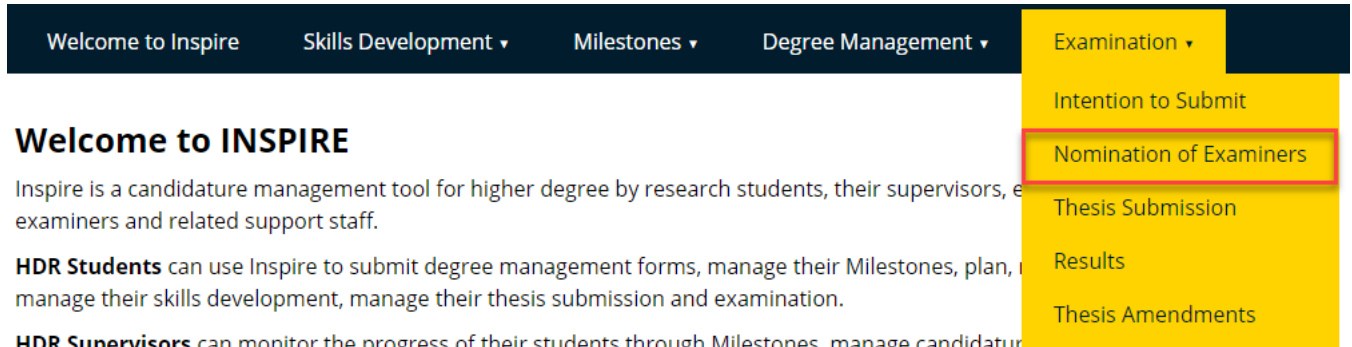 Welcome to Inspire Skills Development ▾ Milestones ▾ Degree Management ▾ Examination ▾
Intention to Submit
Nomination of Examiners
Thesis Submission
Results
Thesis Amendments
Welcome to INSPIRE
Inspire is a candidature management tool for higher degree by research students, their supervisors,
examiners and related support staff.
HDR Students can use Inspire to submit degree management forms, manage their Milestones, plan,
manage their skills development, manage their thesis submission and examination.
HDR Supervisors can monitor the progress of their students through Milestones, manage